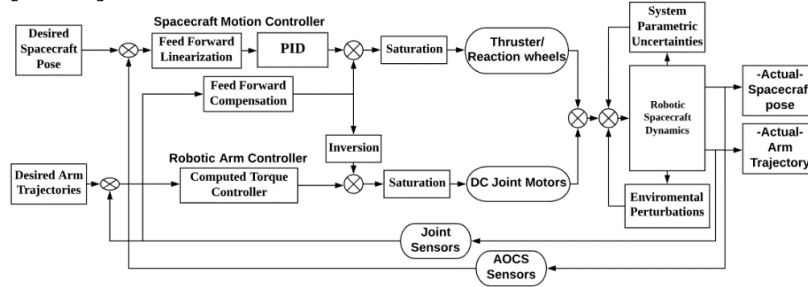 Spacecraft Motion Controller
Desired
Spacecraft
Pose
Feed Forward
Linearization
PID
Saturation
Thruster/
Reaction wheels
System
Parametric
Uncertainties
-Actual-
Spacecraft
pose
Feed Forward
Compensation
Robotic
Spacecraft
Dynamics
-Actual-
Arm
Trajectory
Inversion
Robotic Arm Controller
Desired Arm
Trajectories
Computed Torque
Controller
Saturation
DC Joint Motors
Enviromental
Perturbations
Joint
Sensors
AOCS
Sensors